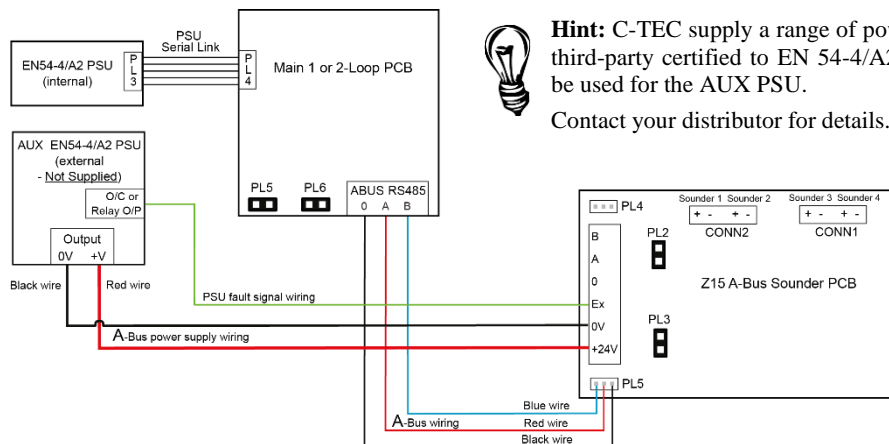 PSU
Serial Link
EN54-4/A2 PSU
(internal)
PL3
PL4
Main 1 or 2-Loop PCB
Hint: C-TEC supply a range of po
third-party certified to EN 54-4/A2
be used for the AUX PSU.
Contact your distributor for details.
AUX EN54-4/A2 PSU
(external
- Not Supplied)
O/C or
Relay O/P
Output
0V +V
PL5
PL6
ABUS RS485
0 A B
Black wire
Red wire
PSU fault signal wiring
A-Bus power supply wiring
PL4
Sounder 1 Sounder 2
+ - + -
CONN2
Sounder 3 Sounder 4
+ - + -
CONN1
B
A
0
Ex
0V
+24V
PL2
PL3
Z15 A-Bus Sounder PCB
PL5
Blue wire
A-Bus wiring
Red wire
Black wire